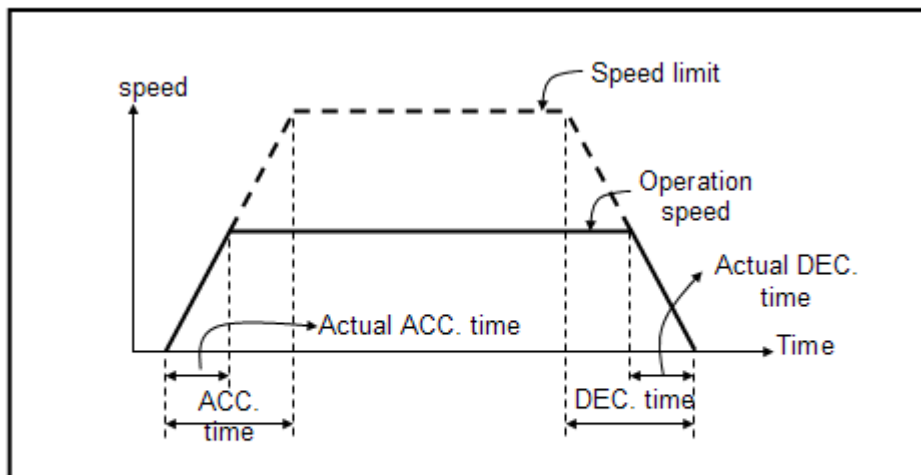 Speed limit
speed
Operation
speed
Actual DEC.
time
Actual ACC. time
Time
ACC.
time
DEC. time